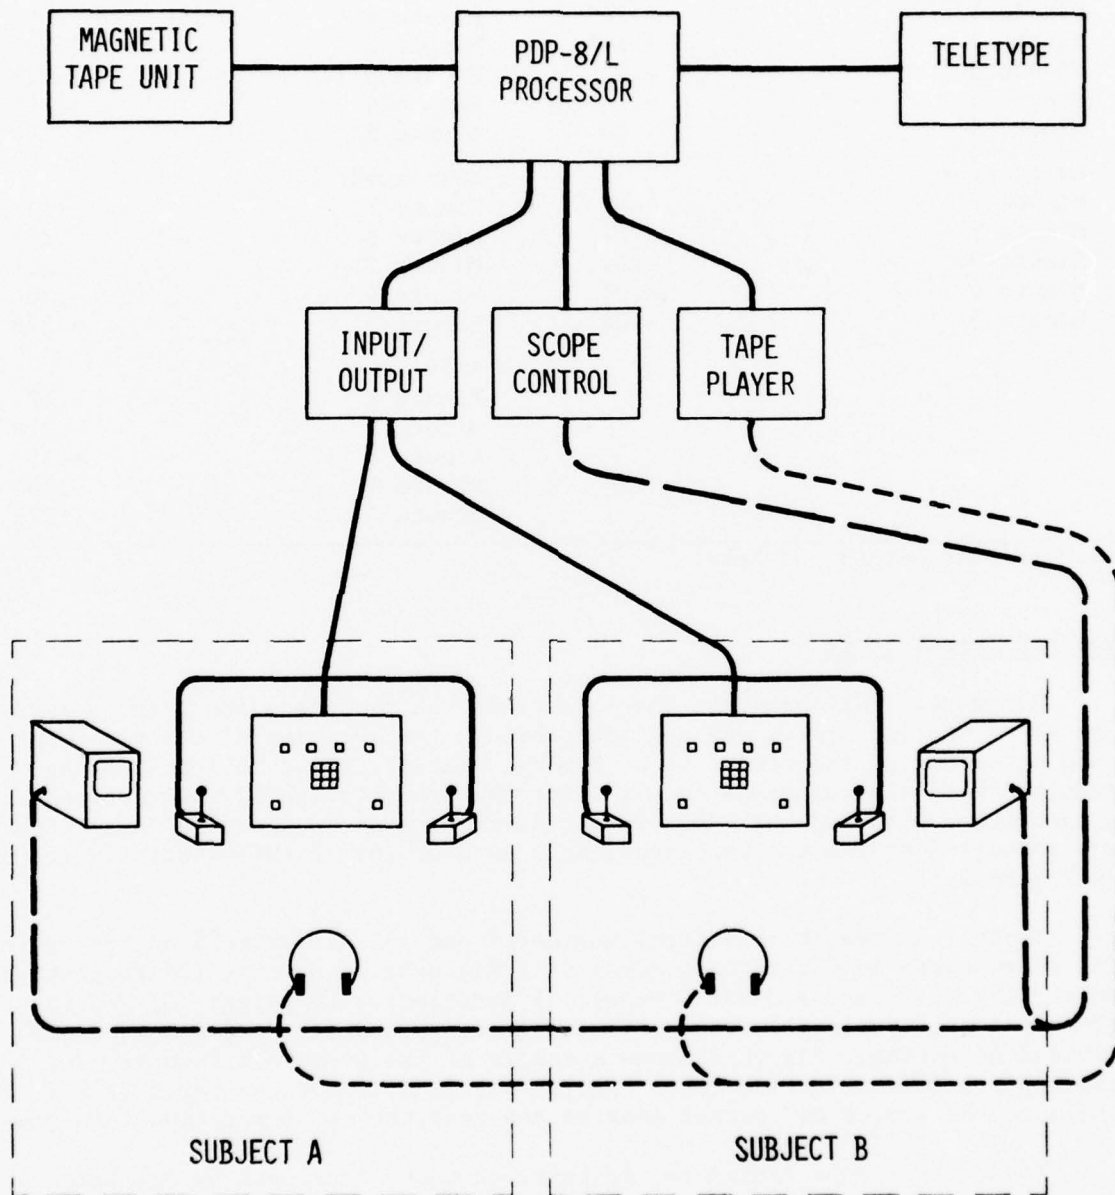 MAGNETIC
TAPE UNIT
PDP-8/L
PROCESSOR
TELETYPE
INPUT/
OUTPUT
SCOPE
CONTROL
TAPE
PLAYER
SUBJECT A
SUBJECT B